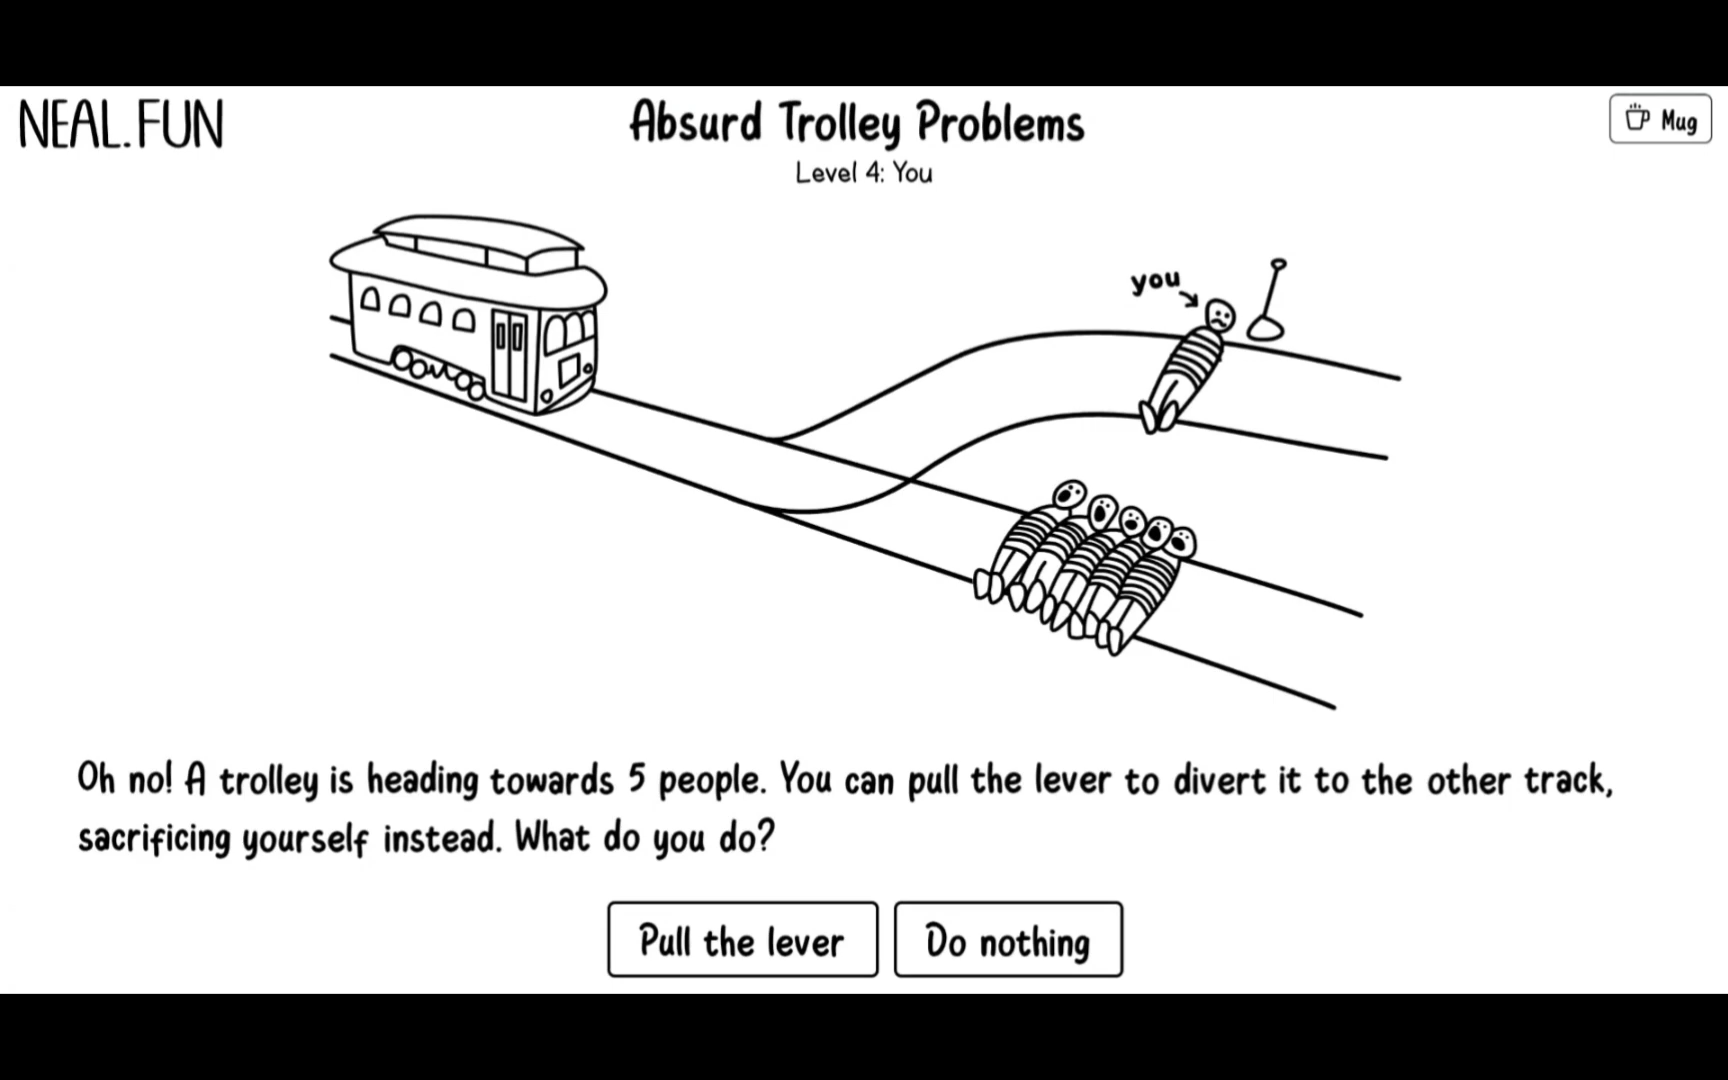 NEAL.FUN
Absurd Trolley Problems
Mug
Level 4: You
you
Oh no! A trolley is heading towards 5 people. You can pull the lever to divert it to the other track,
sacrificing yourself instead. What do you do?
Pull the lever
Do nothing